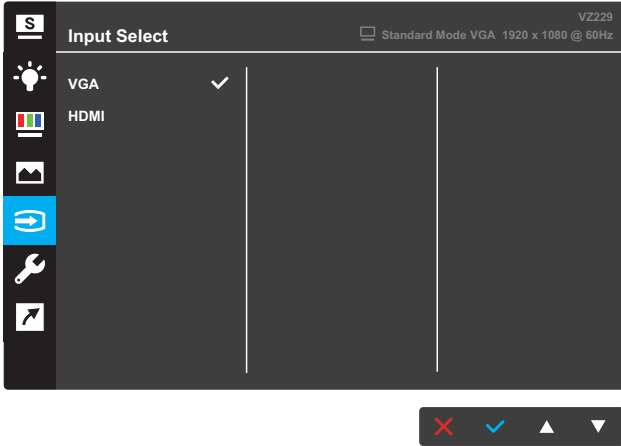 S
VZ229
Input Select
Standard Mode VGA 1920 x 1080 @ 60Hz
VGA
HDMI